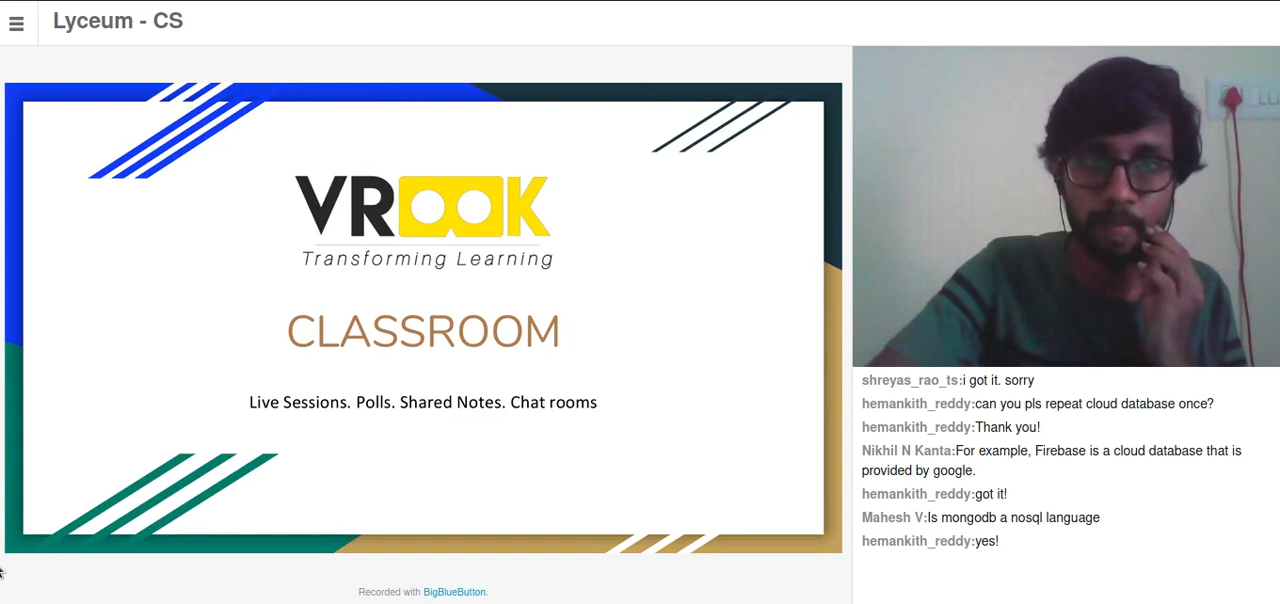 Lyceum - CS
VROOK
Transforming Learning
CLASSROOM
Live Sessions. Polls. Shared Notes. Chat rooms
Recorded with BigBlueButton.
shreyas_rao_ts:i got it. sorry
hemankith_reddy:can you pls repeat cloud database once?
hemankith_reddy:Thank you!
Nikhil N Kanta:For example, Firebase is a cloud database that is
provided by google.
hemankith_reddy:got it!
Mahesh V:Is mongodb a nosql language
hemankith_reddy:yes!